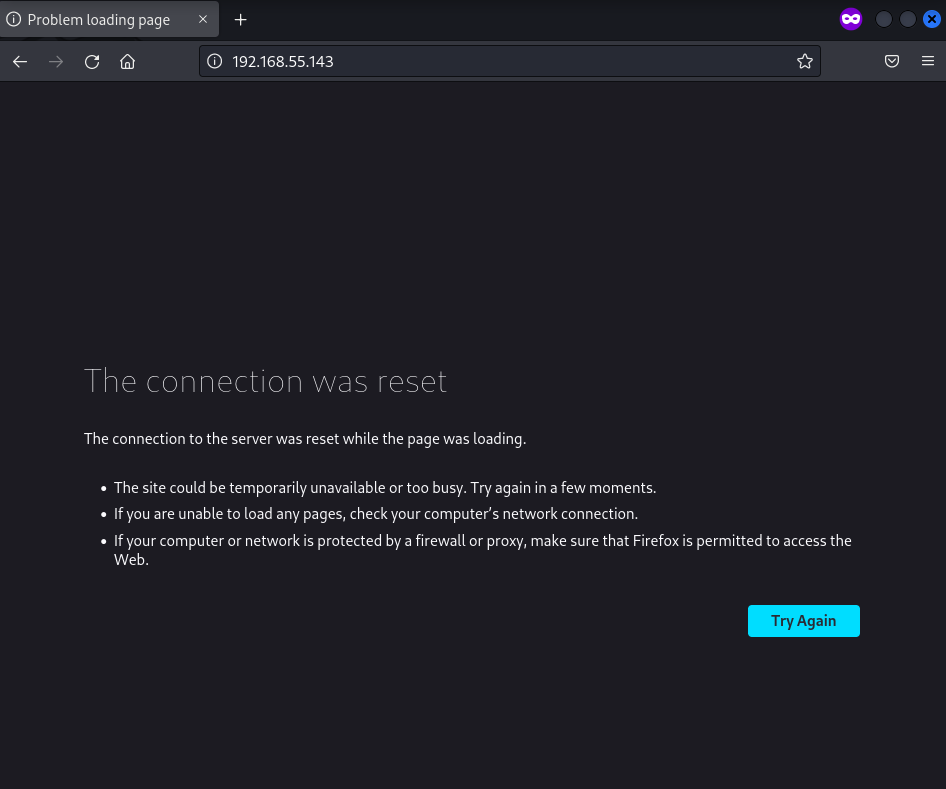 Problem loading page
192.168.55.143
The connection was reset
The connection to the server was reset while the page was loading.
The site could be temporarily unavailable or too busy. Try again in a few moments.
If you are unable to load any pages, check your computer’s network connection.
If your computer or network is protected by a firewall or proxy, make sure that Firefox is permitted to access the
Web.
Try Again